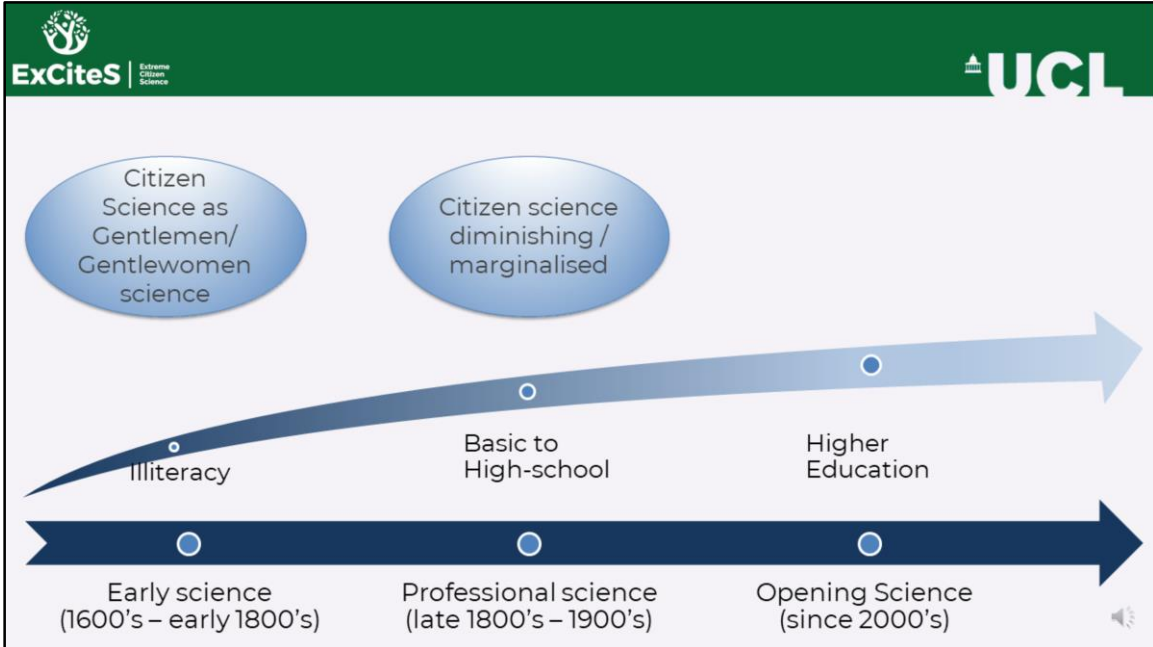 ExCiteS
Extreme
Citizen
Science
UCL
Citizen
Science as
Gentlemen/
Gentlewomen
science
Citizen science
diminishing /
marginalised
Illiteracy
Basic to
High-school
Higher
Education
Early science
(1600's – early 1800's)
Professional science
(late 1800's – 1900's)
Opening Science
(since 2000's)